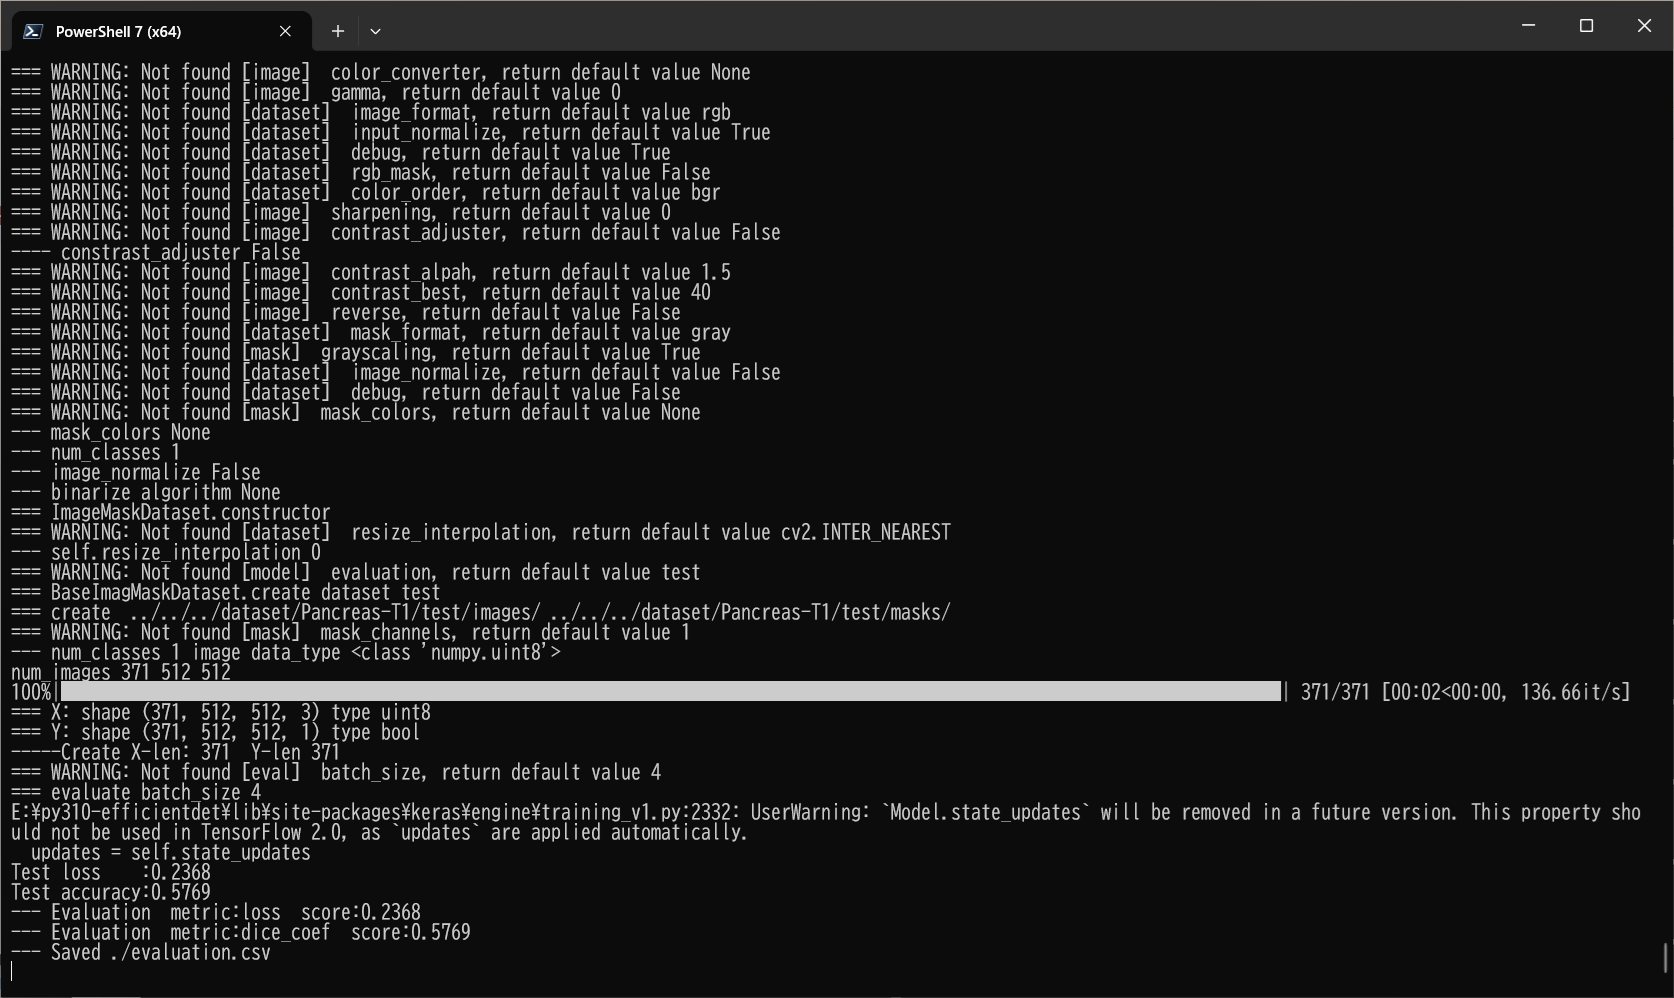 PowerShell 7 (x64)
=== WARNING: Not found [image]  color_converter, return default value None
=== WARNING: Not found [image]  gamma, return default value 0
=== WARNING: Not found [dataset]  image_format, return default value rgb
=== WARNING: Not found [dataset]  input_normalize, return default value True
=== WARNING: Not found [dataset]  debug, return default value True
=== WARNING: Not found [dataset]  rgb_mask, return default value False
=== WARNING: Not found [dataset]  color_order, return default value bgr
=== WARNING: Not found [image]  sharpening, return default value 0
=== WARNING: Not found [image]  contrast_adjuster, return default value False
---- constrast_adjuster False
=== WARNING: Not found [image]  contrast_alpah, return default value 1.5
=== WARNING: Not found [image]  contrast_best, return default value 40
=== WARNING: Not found [image]  reverse, return default value False
=== WARNING: Not found [dataset]  mask_format, return default value gray
=== WARNING: Not found [mask]  grayscaling, return default value True
=== WARNING: Not found [dataset]  image_normalize, return default value False
=== WARNING: Not found [dataset]  debug, return default value False
=== WARNING: Not found [mask]  mask_colors, return default value None
--- mask_colors None
--- num_classes 1
--- image_normalize False
--- binarize algorithm None
=== ImageMaskDataset.constructor
=== WARNING: Not found [dataset]  resize_interpolation, return default value cv2.INTER_NEAREST
--- self.resize_interpolation 0
=== WARNING: Not found [model]  evaluation, return default value test
=== BaseImagMaskDataset.create dataset test
=== create  ../../../dataset/Pancreas-T1/test/images/ ../../../dataset/Pancreas-T1/test/masks/
=== WARNING: Not found [mask]  mask_channels, return default value 1
--- num_classes 1 image data_type <class 'numpy.uint8'>
num_images 371 512 512
100%| | 371/371 [00:02<00:00, 136.66it/s]
=== X: shape (371, 512, 512, 3) type uint8
=== Y: shape (371, 512, 512, 1) type bool
-----Create X-len: 371  Y-len 371
=== WARNING: Not found [eval]  batch_size, return default value 4
=== evaluate batch_size 4
E:¥py310-efficientdet¥lib¥site-packages¥keras¥engine¥training_v1.py:2332: UserWarning: `Model.state_updates` will be removed in a future version. This property sho
uld not be used in TensorFlow 2.0, as `updates` are applied automatically.
  updates = self.state_updates
Test loss    :0.2368
Test accuracy:0.5769
--- Evaluation  metric:loss  score:0.2368
--- Evaluation  metric:dice_coef  score:0.5769
--- Saved ./evaluation.csv